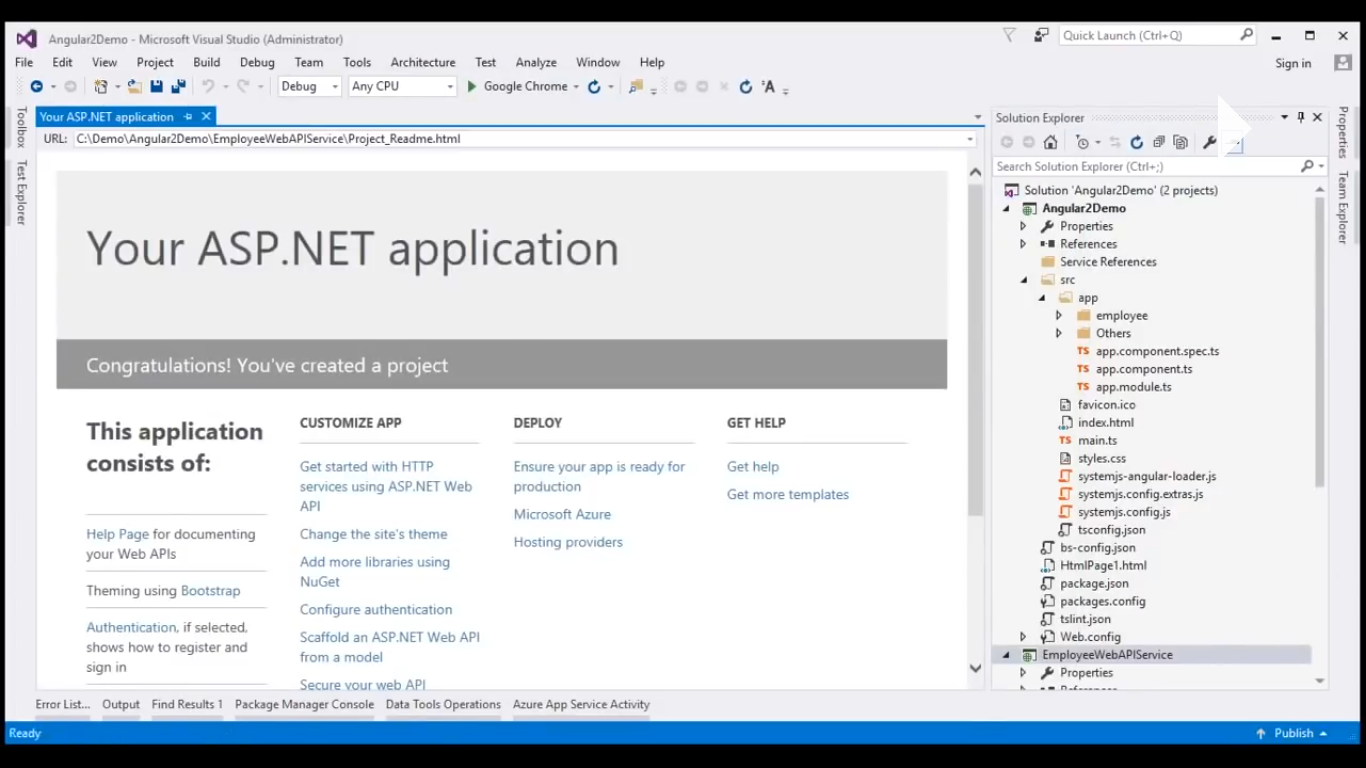 Angular2Demo - Microsoft Visual Studio (Administrator)
Quick Launch (Ctrl+Q)
File Edit View Project Build Debug Team Tools Architecture Test Analyze Window Help
Sign in
Debug Any CPU Google Chrome
Toolbox
Test Explorer
Your ASP.NET application
URL: C:\Demo\Angular2Demo\EmployeeWebAPIService\Project_Readme.html
Your ASP.NET application
Congratulations! You've created a project
This application
consists of:
Help Page for documenting
your Web APIs
Theming using Bootstrap
Authentication, if selected,
shows how to register and
sign in
CUSTOMIZE APP
Get started with HTTP
services using ASP.NET Web
API
Change the site's theme
Add more libraries using
NuGet
Configure authentication
Scaffold an ASP.NET Web API
from a model
Secure your web API
DEPLOY
Ensure your app is ready for
production
Microsoft Azure
Hosting providers
GET HELP
Get help
Get more templates
Solution Explorer
Search Solution Explorer (Ctrl+;)
Solution 'Angular2Demo' (2 projects)
Angular2Demo
Properties
References
Service References
src
app
employee
Others
TS app.component.spec.ts
TS app.component.ts
TS app.module.ts
favicon.ico
index.html
TS main.ts
styles.css
systemjs-angular-loader.js
systemjs.config.extras.js
systemjs.config.js
tsconfig.json
bs-config.json
HtmlPage1.html
package.json
packages.config
tslint.json
Web.config
EmployeeWebAPIService
Properties
References
Properties
Team Explorer
Error List... Output Find Results 1 Package Manager Console Data Tools Operations Azure App Service Activity
Ready
Publish